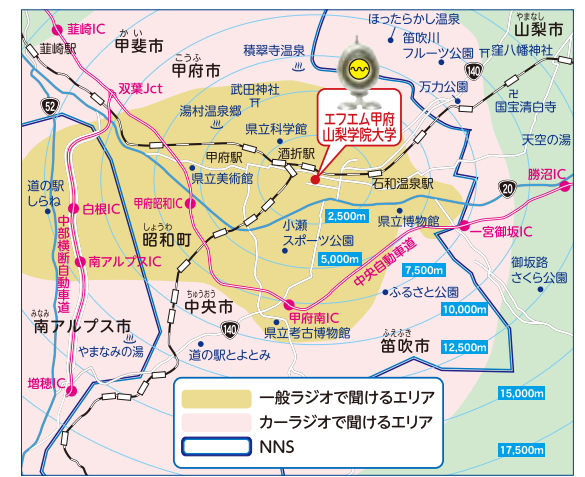 韮崎IC
かい
甲斐市
韮崎駅
こうふ
甲府市
双葉Jct
52
積翠寺温泉
武田神社
湯村温泉郷
県立科学館
甲府駅
酒折駅
県立美術館
ほったらかし温泉
笛吹川
フルーツ公園
やまなし
山梨市
窪八幡神社
140
万力公園
国宝清白寺
エフエム甲府
山梨学院大学
天空の湯
勝沼IC
20
石和温泉駅
道の駅
しらね
白根IC
甲府昭和IC
しょうわ
昭和町
小瀬
スポーツ公園
2,500m
県立博物館
一宮御坂IC
中部横断自動車道
南アルプスIC
5,000m
中央自動車道
7,500m
御坂路
さくら公園
ちゅうおう
中央市
ふるさと公園
10,000m
甲府南IC
みなみ
南アルプス市
140
県立考古博物館
ふえふき
笛吹市
12,500m
やまなみの湯
道の駅とよとみ
増穂IC
15,000m
一般ラジオで聞けるエリア
カーラジオで聞けるエリア
NNS
17,500m